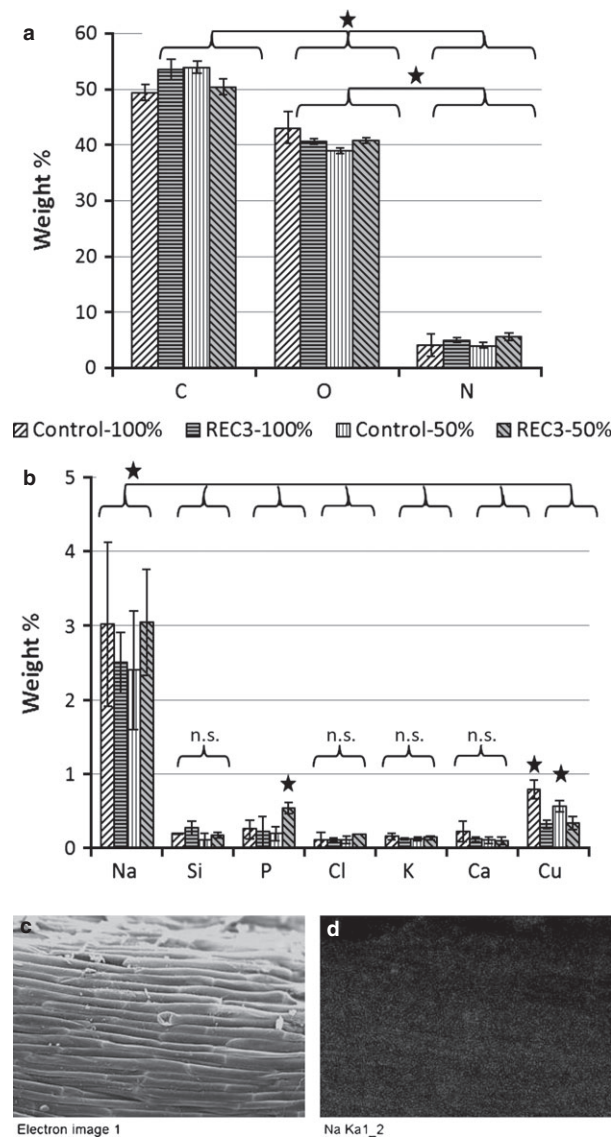 a
Weight %
60
50
40
30
20
10
0
C O N
Control-100% REC3-100% Control-50% REC3-50%
b
Weight %
5
4
3
2
1
0
n.s. n.s. n.s. n.s.
Na Si P Cl K Ca Cu
c
d
Electron image 1
Na Ka1_2